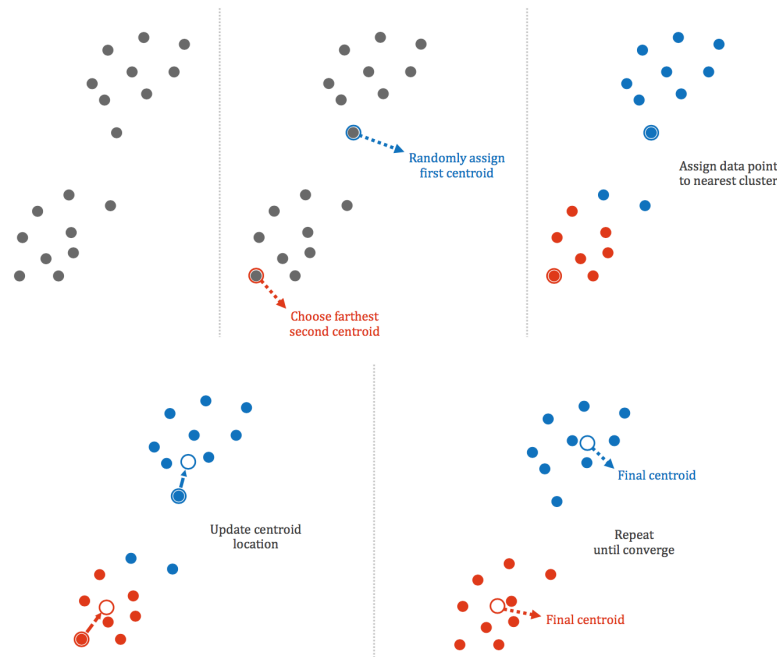 Randomly assign
first centroid
Assign data point
to nearest cluster
Choose farthest
second centroid
Update centroid
location
Final centroid
Repeat
until converge
Final centroid